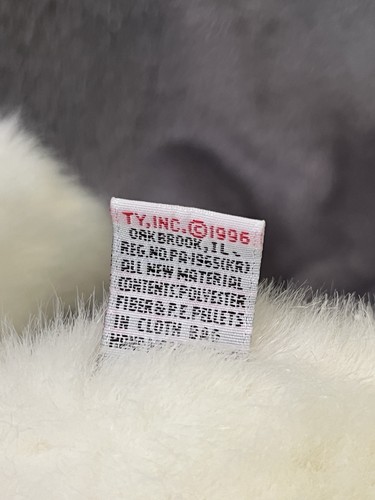 TY, INC. ©1996
OAKBROOK, IL
REG.NO.PA-1965(KR)
ALL NEW MATERIAL
CONTENTS:POLYESTER
FIBER & P.E. PELLETS
IN CLOTH BAG